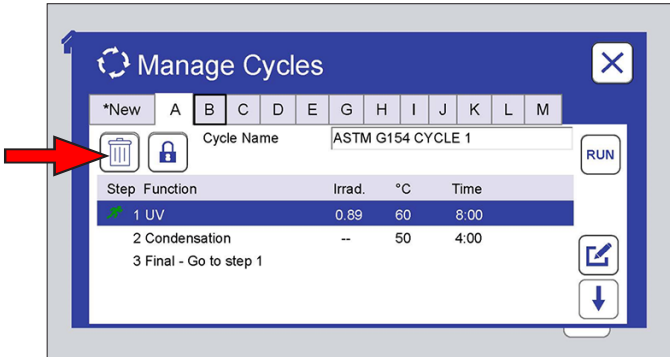 Manage Cycles
*New A B C D E G H I J K L M
Cycle Name ASTM G154 CYCLE 1
RUN
Step Function Irrad. °C Time
1 UV 0.89 60 8:00
2 Condensation -- 50 4:00
3 Final - Go to step 1